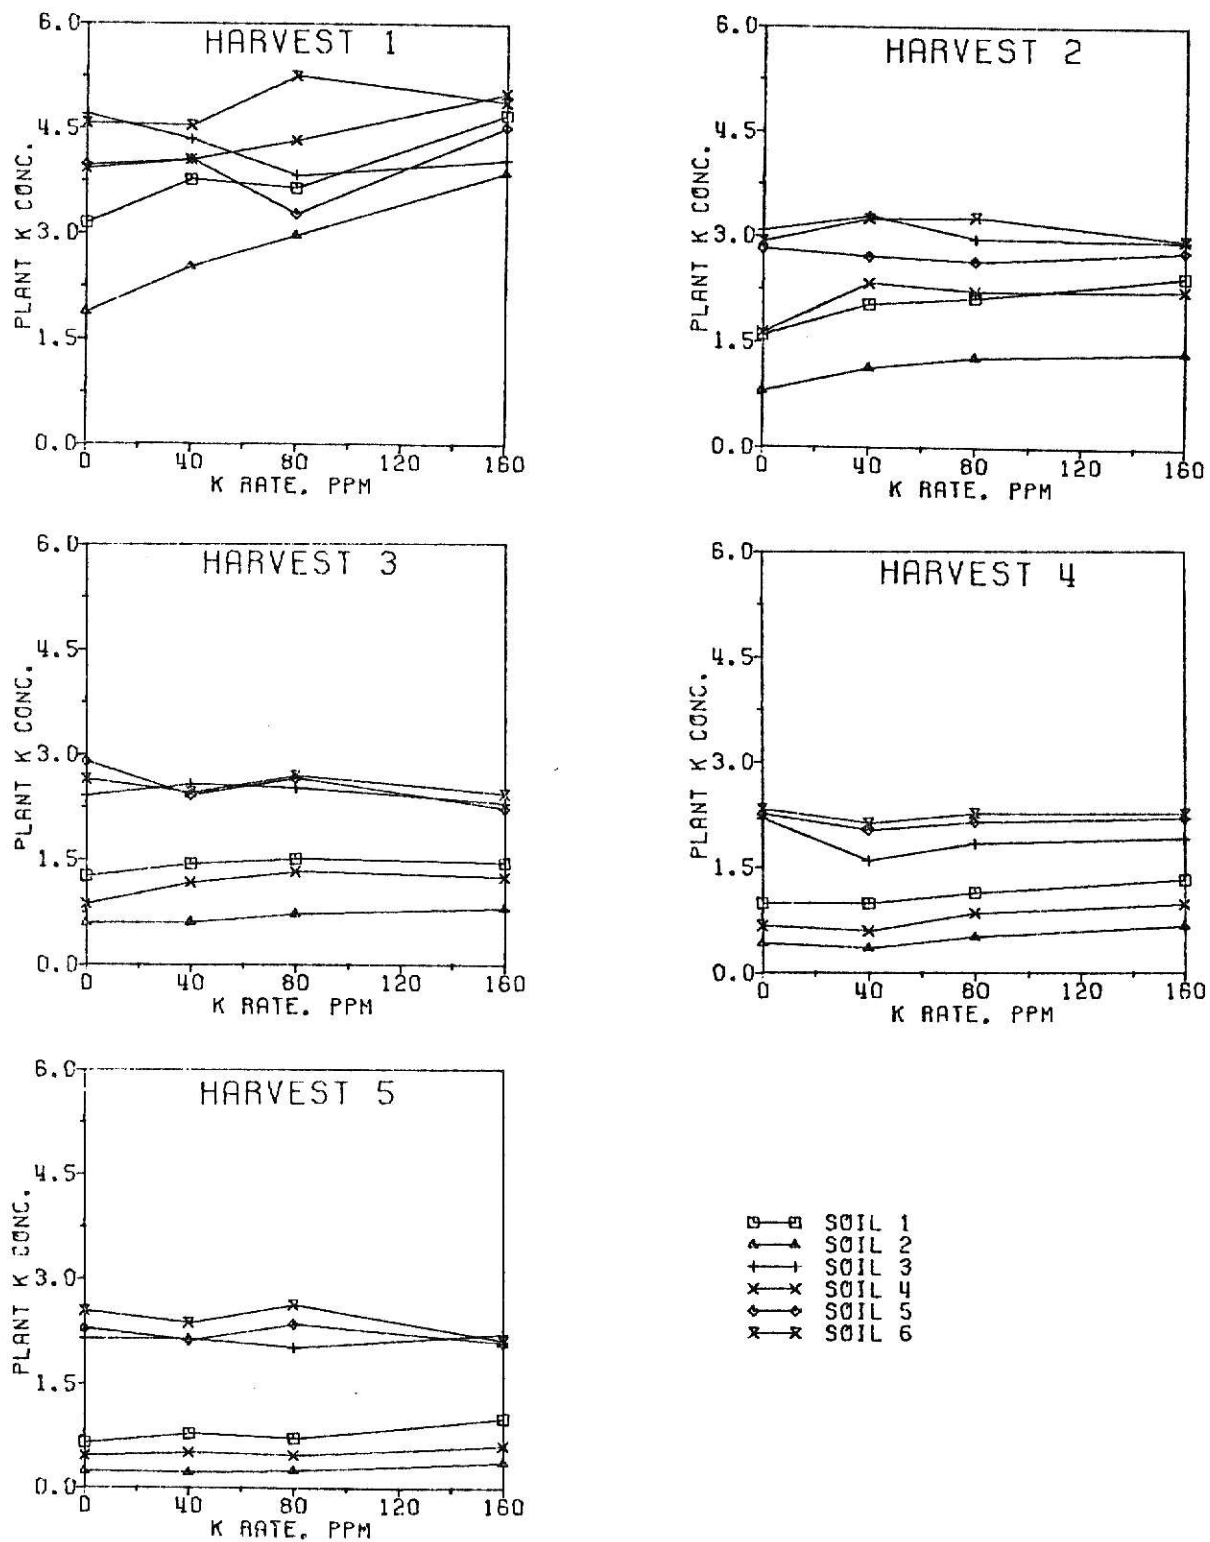 HARVEST 1
6.0
4.5
3.0
1.5
0.0
PLANT K CONC.
0 40 80 120 160
K RATE. PPM
HARVEST 2
6.0
4.5
3.0
1.5
0.0
PLANT K CONC.
0 40 80 120 160
K RATE. PPM
HARVEST 3
6.0
4.5
3.0
1.5
0.0
PLANT K CONC.
0 40 80 120 160
K RATE. PPM
HARVEST 4
6.0
4.5
3.0
1.5
0.0
PLANT K CONC.
0 40 80 120 160
K RATE. PPM
HARVEST 5
6.0
4.5
3.0
1.5
0.0
PLANT K CONC.
0 40 80 120 160
K RATE. PPM
SOIL 1
SOIL 2
SOIL 3
SOIL 4
SOIL 5
SOIL 6